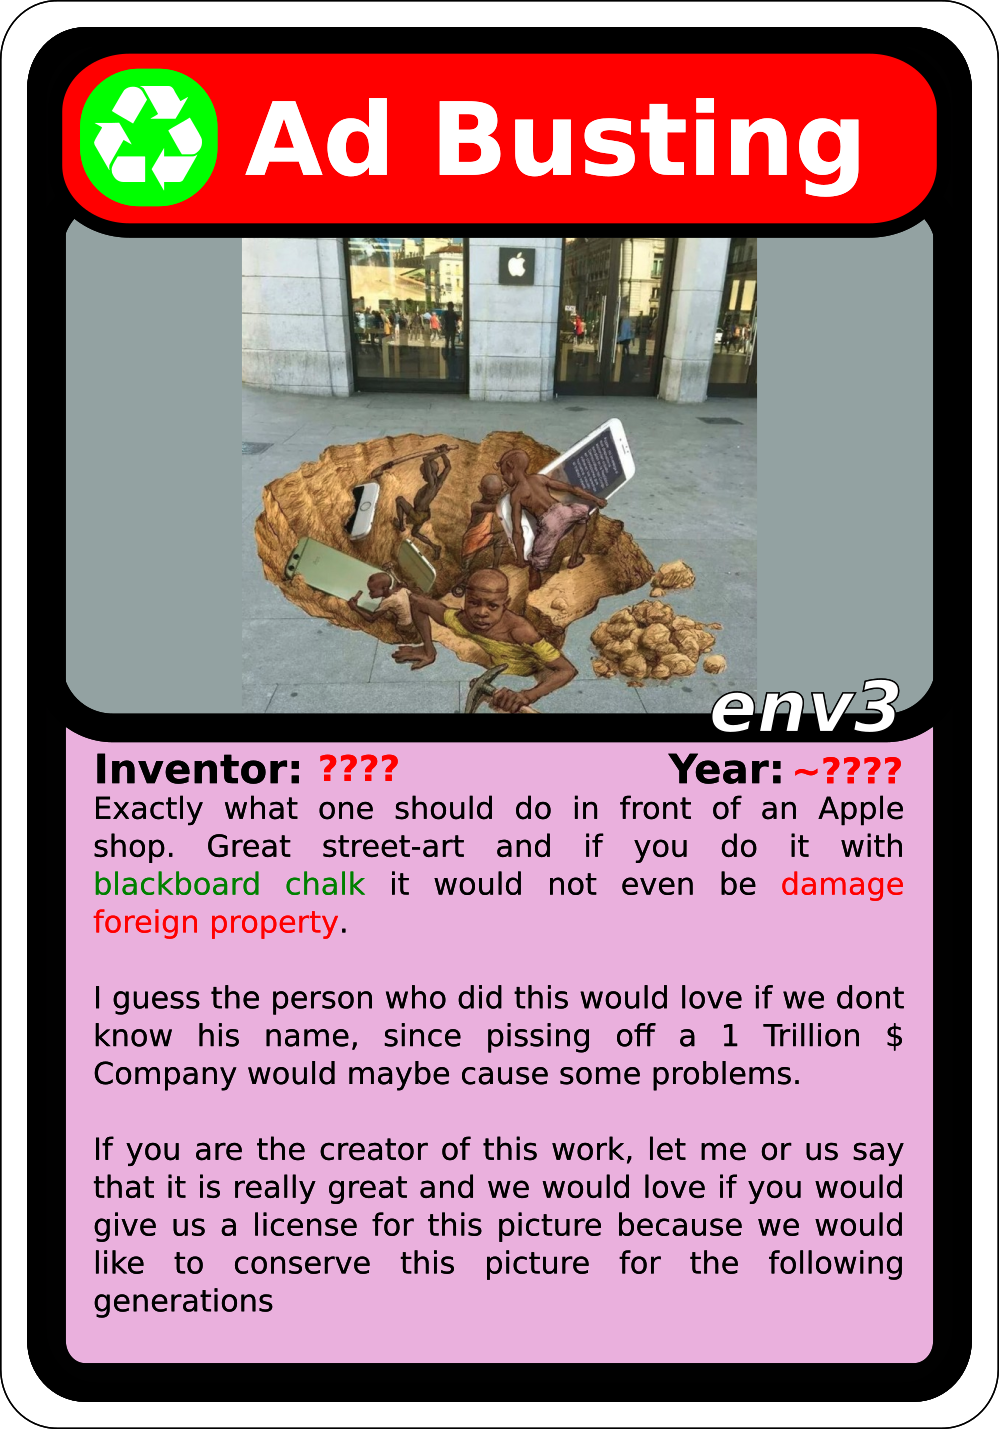 Ad Busting
env3
Inventor: ???? Year: ~????
Exactly what one should do in front of an Apple
shop. Great street-art and if you do it with
blackboard chalk it would not even be damage
foreign property.
I guess the person who did this would love if we dont
know his name, since pissing off a 1 Trillion $
Company would maybe cause some problems.
If you are the creator of this work, let me or us say
that it is really great and we would love if you would
give us a license for this picture because we would
like to conserve this picture for the following
generations